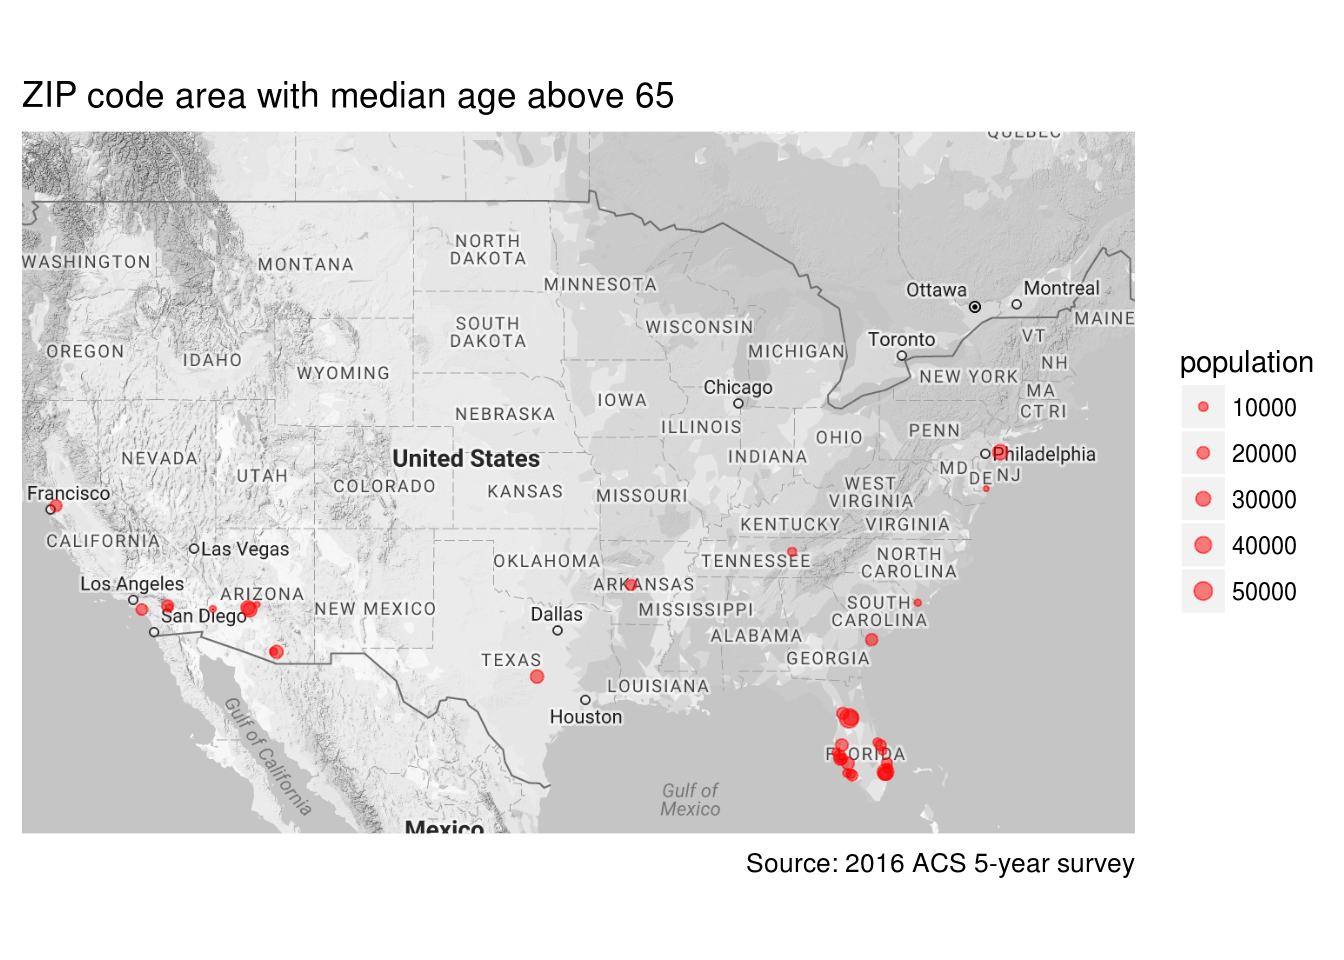 ZIP code area with median age above 65
QUEBEC
WASHINGTON
MONTANA
NORTH
DAKOTA
MINNESOTA
Ottawa
Montreal
MAINE
SOUTH
DAKOTA
WISCONSIN
MICHIGAN
Toronto
VT
NH
OREGON
IDAHO
WYOMING
NEW YORK
MA
CT RI
Chicago
IOWA
NEBRASKA
ILLINOIS
OHIO
PENN
NEVADA
UTAH
United States
COLORADO
KANSAS
MISSOURI
INDIANA
Philadelphia
MD
DE
NJ
WEST
VIRGINIA
Francisco
CALIFORNIA
Las Vegas
KENTUCKY
VIRGINIA
OKLAHOMA
TENNESSEE
NORTH
CAROLINA
Los Angeles
ARIZONA
NEW MEXICO
ARKANSAS
MISSISSIPPI
SOUTH
CAROLINA
San Diego
Dallas
ALABAMA
GEORGIA
TEXAS
LOUISIANA
Houston
Gulf of California
FLORIDA
Gulf of
Mexico
Mexico
population
10000
20000
30000
40000
50000
Source: 2016 ACS 5-year survey